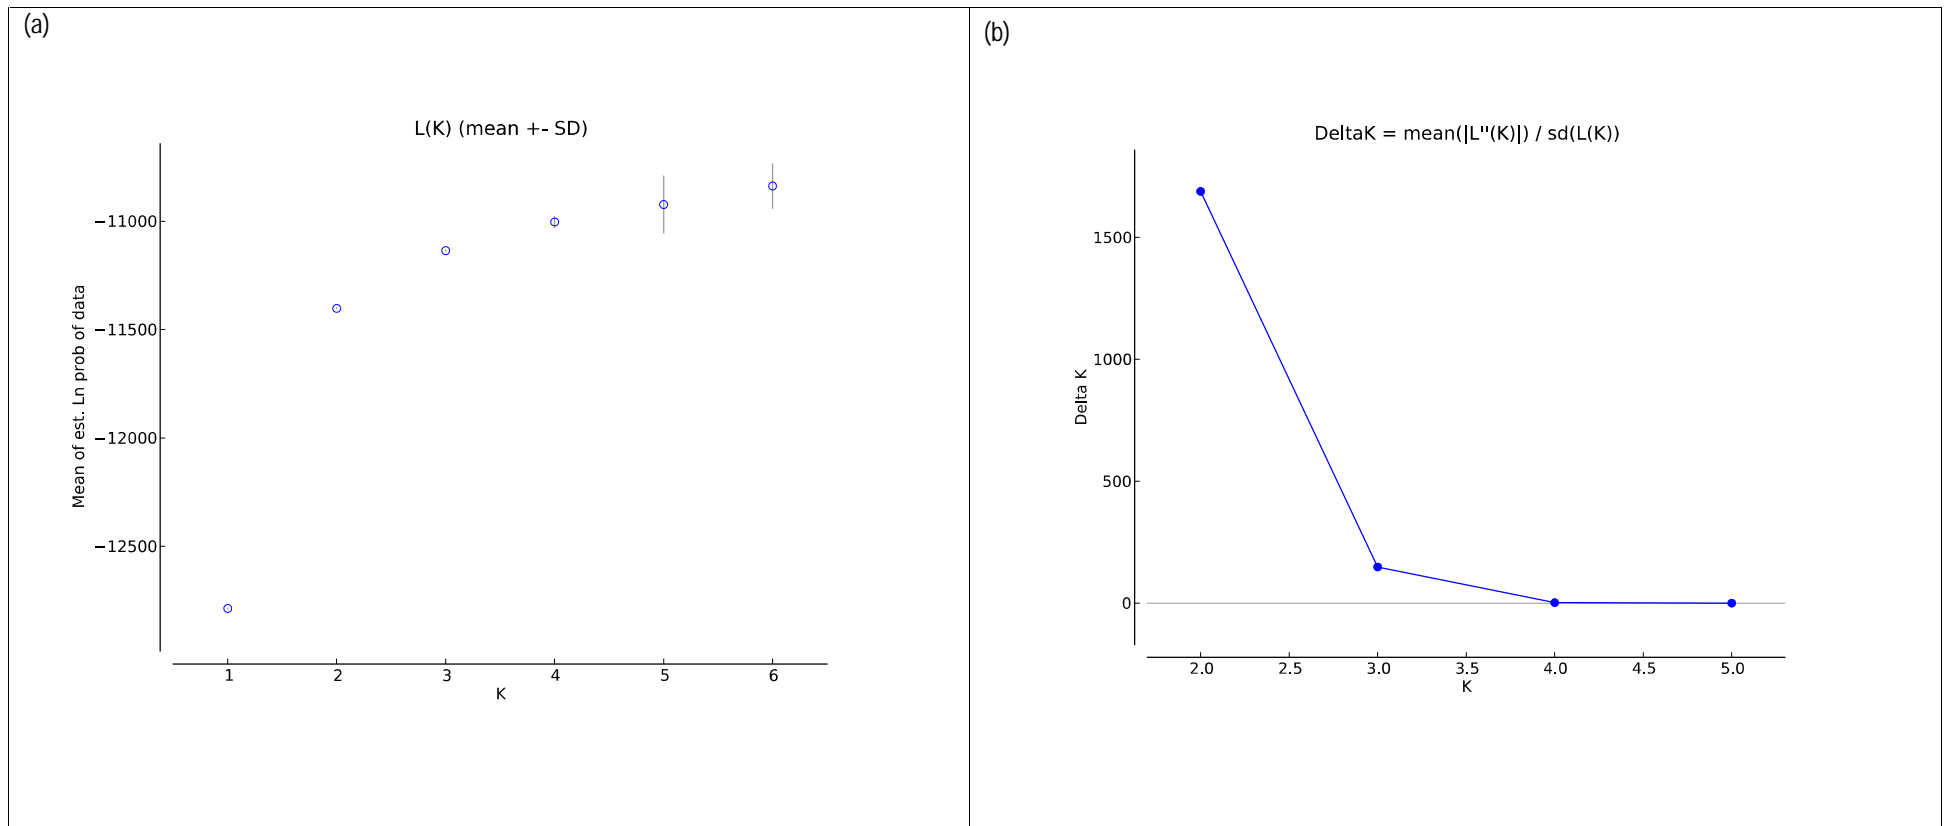 (a)
L(K) (mean +- SD)
Mean of est. Ln prob of data
−11000
−11500
−12000
−12500
1 2 3 4 5 6
K
(b)
DeltaK = mean(|L''(K)|) / sd(L(K))
Delta K
1500
1000
500
0
2.0 2.5 3.0 3.5 4.0 4.5 5.0
K